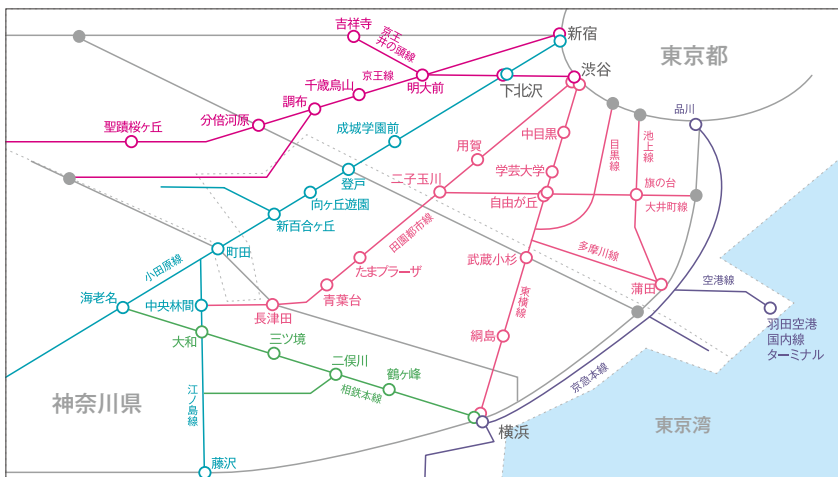 吉祥寺
京王
井の頭線
新宿
東京都
渋谷
京王線
千歳烏山
明大前
下北沢
調布
品川
分倍河原
聖蹟桜ヶ丘
成城学園前
中目黒
目黒線
池上線
用賀
学芸大学
登戸
二子玉川
旗の台
自由が丘
大井町線
向ヶ丘遊園
新百合ヶ丘
田園都市線
町田
多摩川線
武蔵小杉
小田原線
たまプラーザ
空港線
蒲田
海老名
中央林間
青葉台
東横線
長津田
羽田空港
国内線
ターミナル
大和
三ツ境
綱島
二俣川
鶴ヶ峰
京急本線
相鉄本線
江ノ島線
神奈川県
横浜
東京湾
藤沢